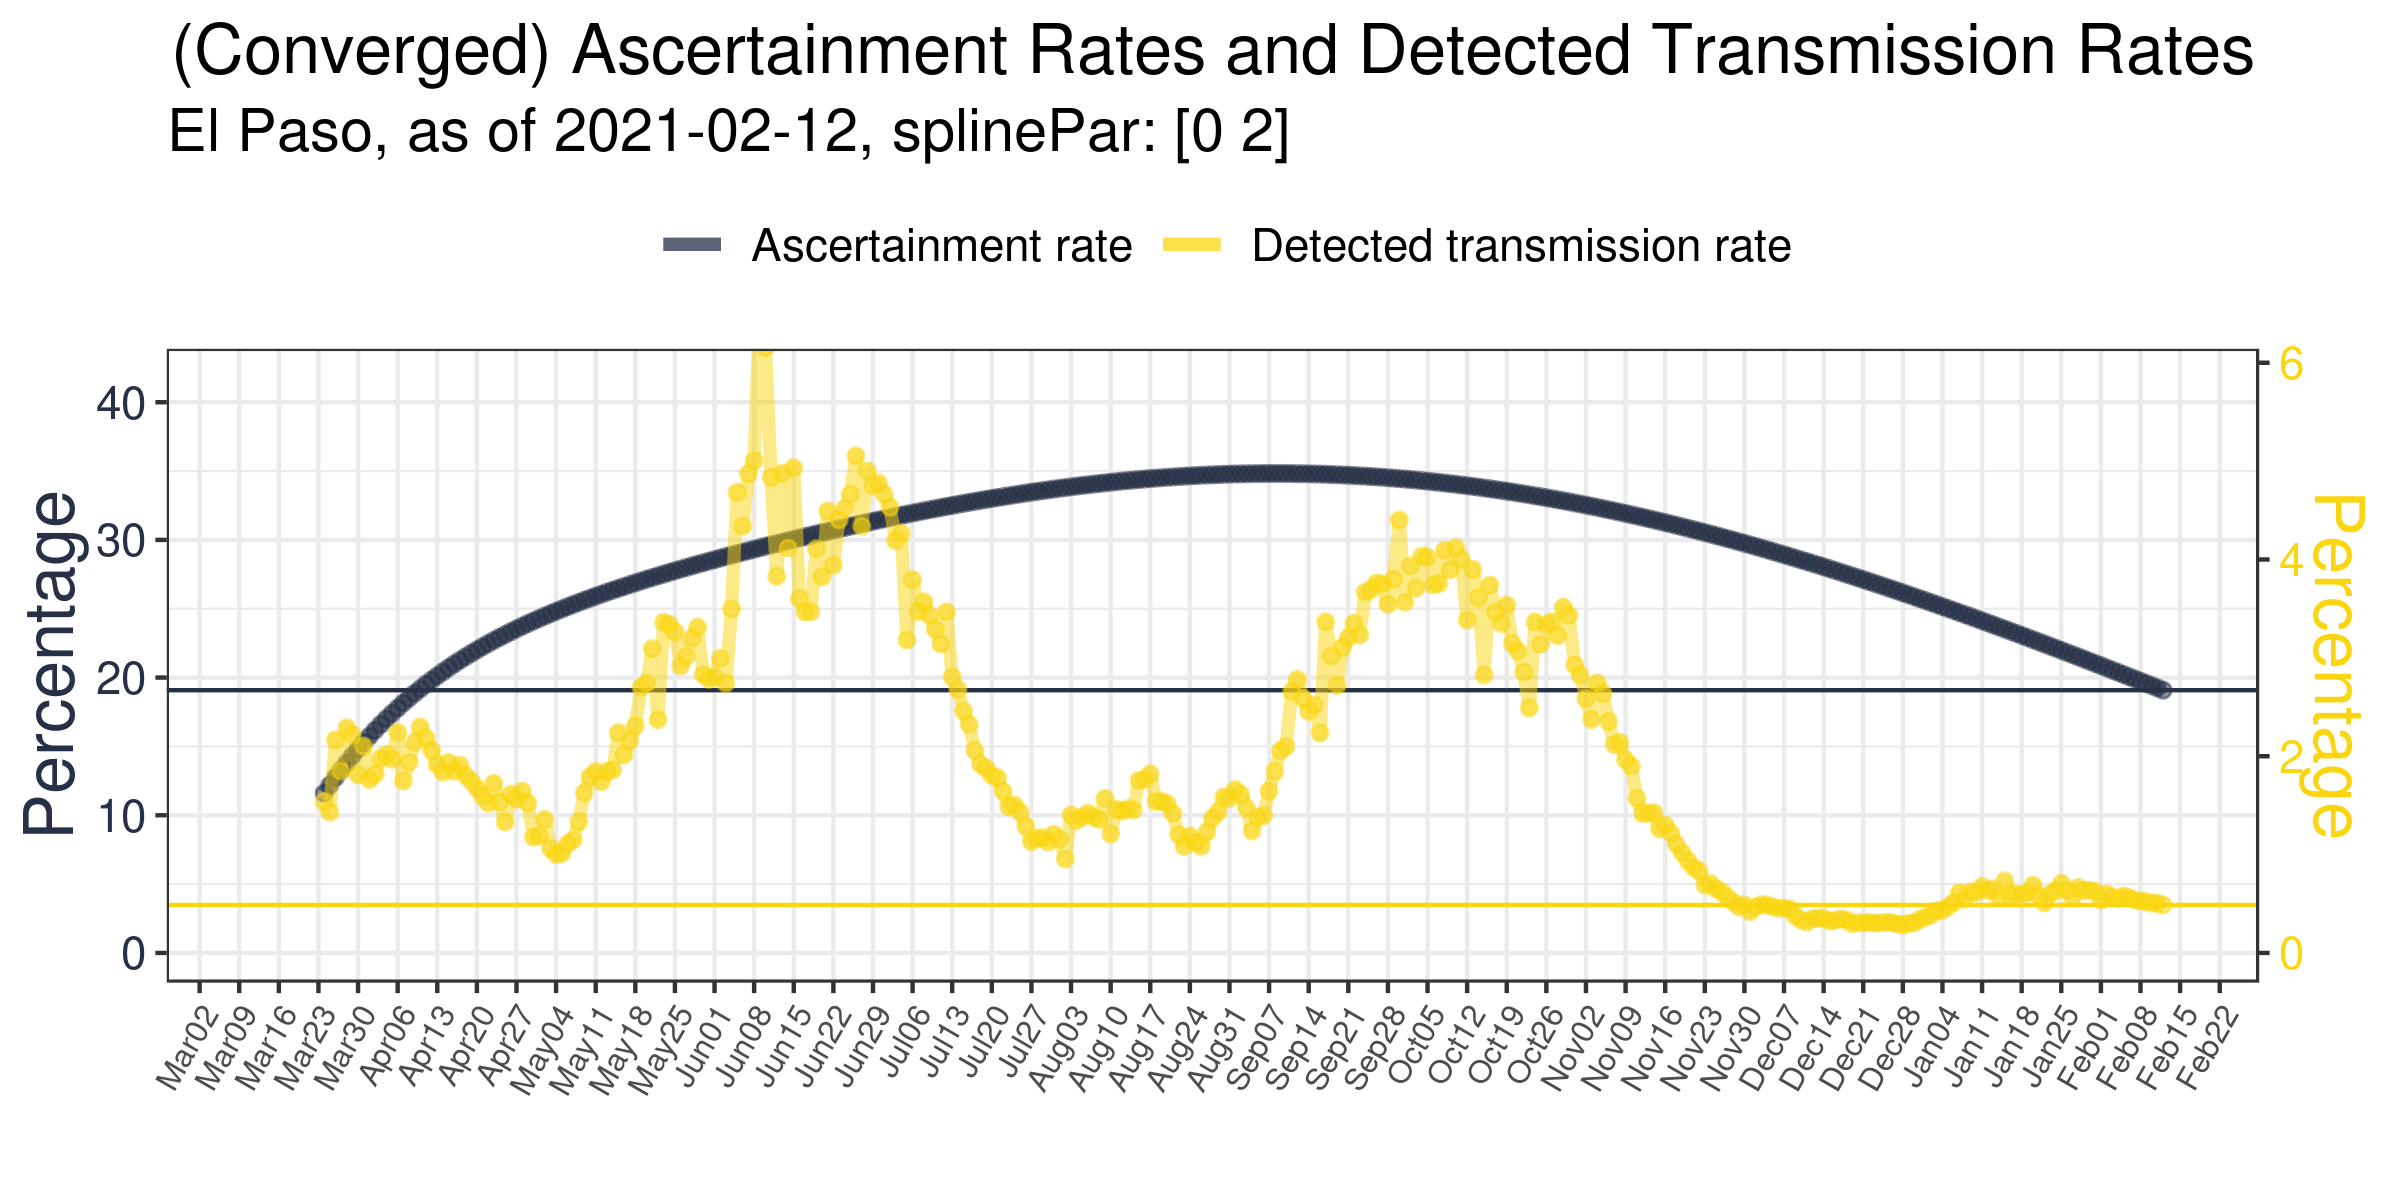 (Converged) Ascertainment Rates and Detected Transmission Rates
El Paso, as of 2021-02-12, splinePar: [0 2]
Ascertainment rate Detected transmission rate
Percentage
40
30
20
10
0
6
4
2
0
Percentage
Mar02 Mar09 Mar16 Mar23 Mar30 Apr06 Apr13 Apr20 Apr27 May04 May11 May18 May25 Jun01 Jun08 Jun15 Jun22 Jun29 Jul06 Jul13 Jul20 Jul27 Aug03 Aug10 Aug17 Aug24 Aug31 Sep07 Sep14 Sep21 Sep28 Oct05 Oct12 Oct19 Oct26 Nov02 Nov09 Nov16 Nov23 Nov30 Dec07 Dec14 Dec21 Dec28 Jan04 Jan11 Jan18 Jan25 Feb01 Feb08 Feb15 Feb22